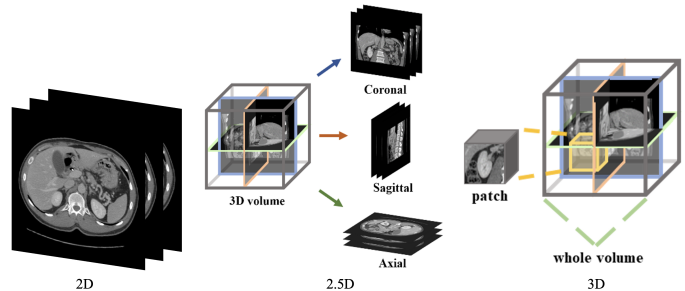 Coronal
3D volume
Sagittal
Axial
patch
whole volume
2D
2.5D
3D